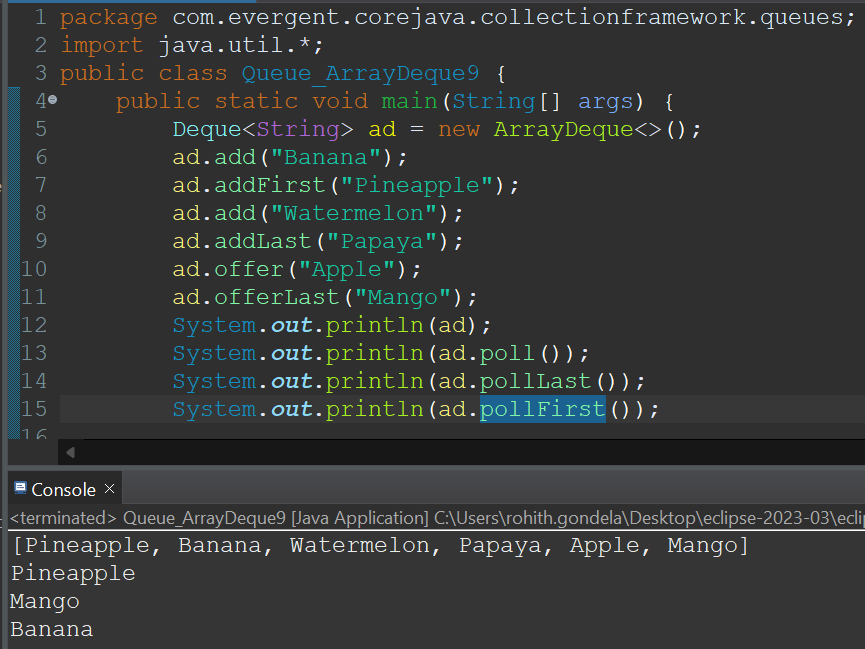 1 package com.evergent.corejava.collectionframework.queues;
2 import java.util.*;
3 public class Queue_ArrayDeque9 {
4 public static void main(String[] args) {
5 Deque<String> ad = new ArrayDeque<>();
6 ad.add("Banana");
7 ad.addFirst("Pineapple");
8 ad.add("Watermelon");
9 ad.addLast("Papaya");
10 ad.offer("Apple");
11 ad.offerLast("Mango");
12 System.out.println(ad);
13 System.out.println(ad.poll());
14 System.out.println(ad.pollLast());
15 System.out.println(ad.pollFirst());
16
Console ×
<terminated> Queue_ArrayDeque9 [Java Application] C:\Users\rohith.gondela\Desktop\eclipse-2023-03\eclip
[Pineapple, Banana, Watermelon, Papaya, Apple, Mango]
Pineapple
Mango
Banana